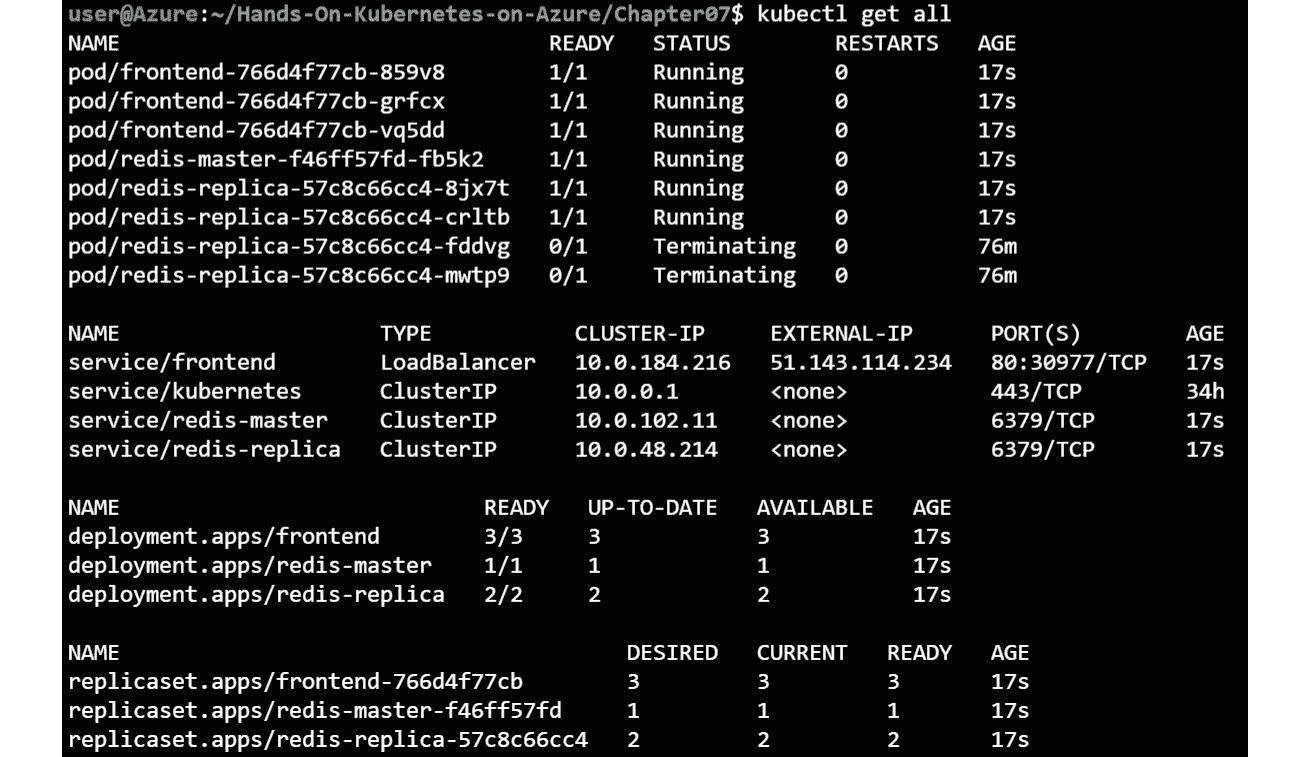 user@Azure:~/Hands-On-Kubernetes-on-Azure/Chapter07$ kubectl get all
NAME READY STATUS RESTARTS AGE
pod/frontend-766d4f77cb-859v8 1/1 Running 0 17s
pod/frontend-766d4f77cb-grfcx 1/1 Running 0 17s
pod/frontend-766d4f77cb-vq5dd 1/1 Running 0 17s
pod/redis-master-f46ff57fd-fb5k2 1/1 Running 0 17s
pod/redis-replica-57c8c66cc4-8jx7t 1/1 Running 0 17s
pod/redis-replica-57c8c66cc4-crltb 1/1 Running 0 17s
pod/redis-replica-57c8c66cc4-fddvg 0/1 Terminating 0 76m
pod/redis-replica-57c8c66cc4-mwtp9 0/1 Terminating 0 76m
NAME TYPE CLUSTER-IP EXTERNAL-IP PORT(S) AGE
service/frontend LoadBalancer 10.0.184.216 51.143.114.234 80:30977/TCP 17s
service/kubernetes ClusterIP 10.0.0.1 <none> 443/TCP 34h
service/redis-master ClusterIP 10.0.102.11 <none> 6379/TCP 17s
service/redis-replica ClusterIP 10.0.48.214 <none> 6379/TCP 17s
NAME READY UP-TO-DATE AVAILABLE AGE
deployment.apps/frontend 3/3 3 3 17s
deployment.apps/redis-master 1/1 1 1 17s
deployment.apps/redis-replica 2/2 2 2 17s
NAME DESIRED CURRENT READY AGE
replicaset.apps/frontend-766d4f77cb 3 3 3 17s
replicaset.apps/redis-master-f46ff57fd 1 1 1 17s
replicaset.apps/redis-replica-57c8c66cc4 2 2 2 17s